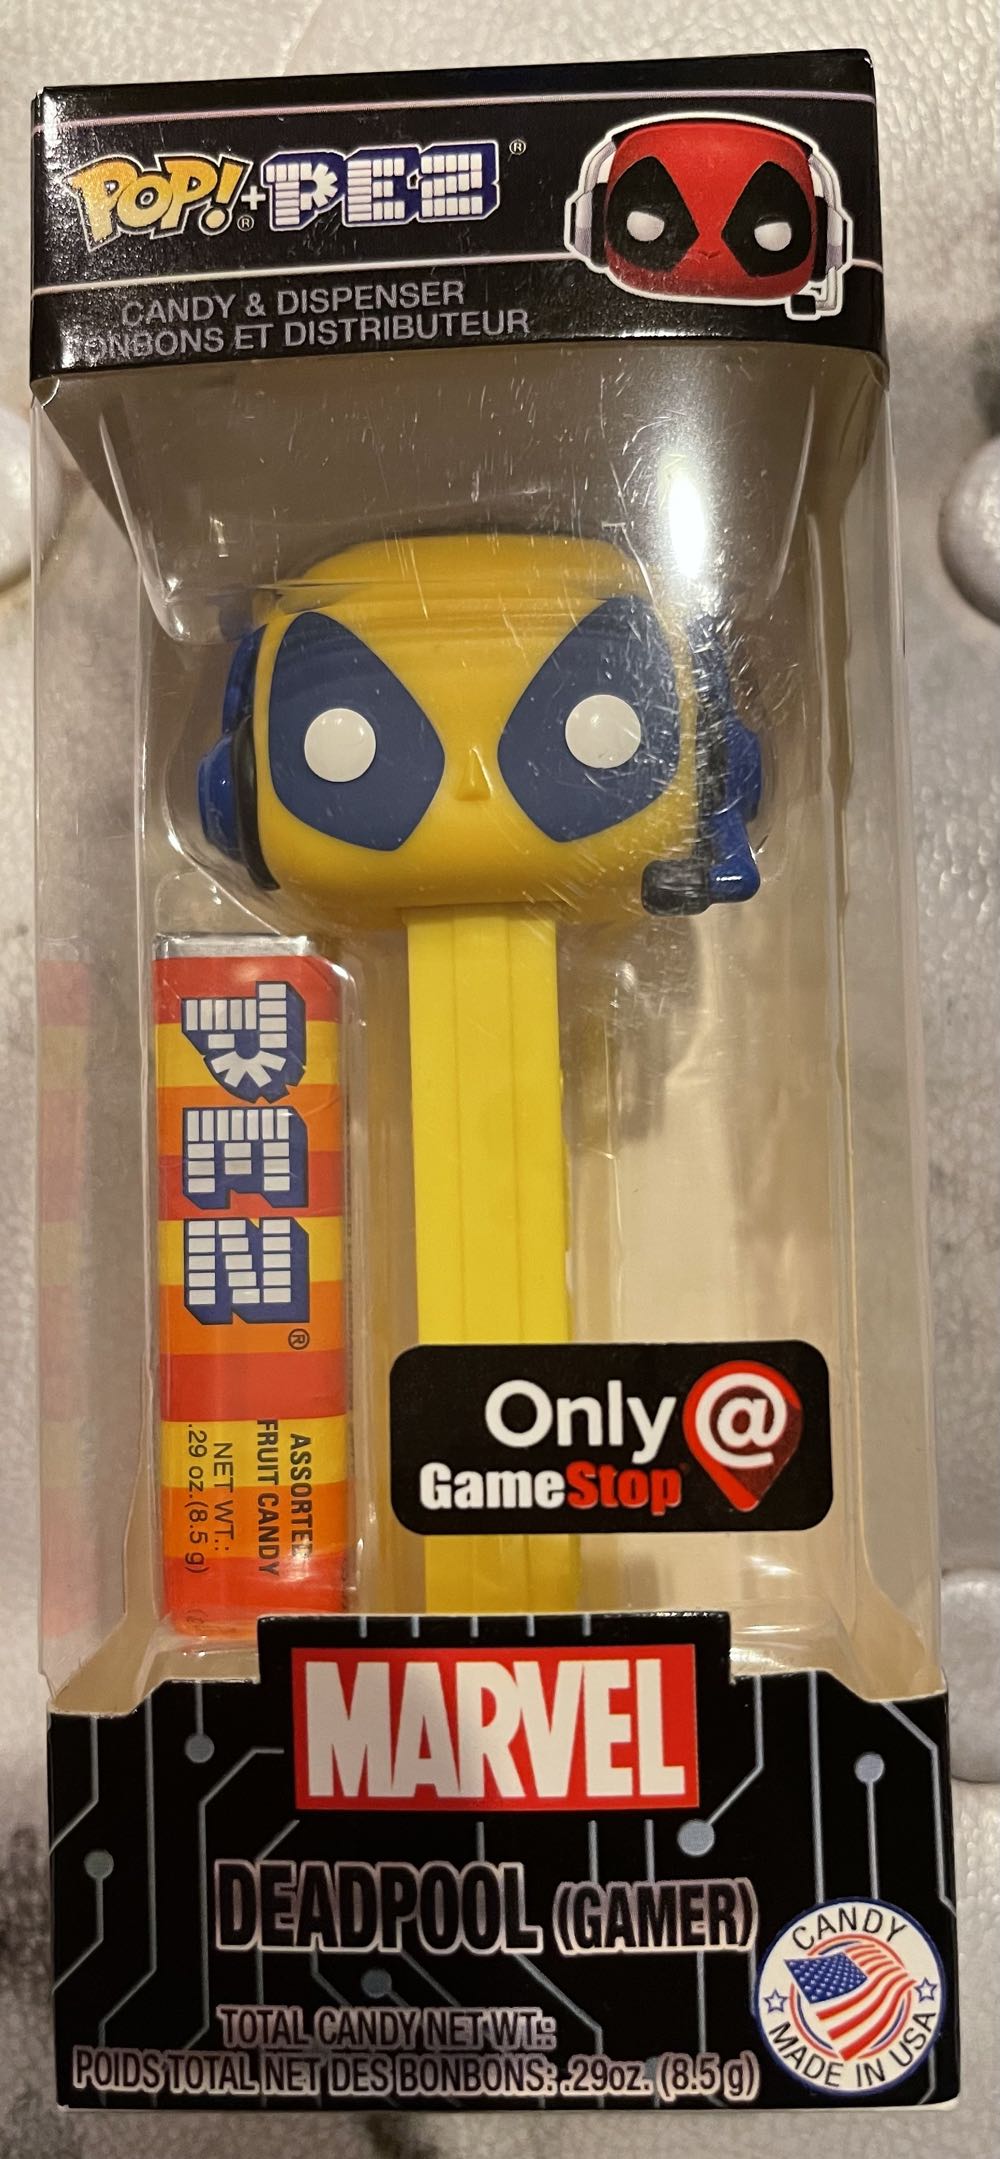 POP!® + PEZ®
CANDY & DISPENSER
BONBONS ET DISTRIBUTEUR
PEZ®
ASSORTED
FRUIT CANDY
NET WT.:
.29 oz.(8.5 g)
Only @
GameStop
MARVEL
DEADPOOL (GAMER)
TOTAL CANDY NET WT.:
POIDS TOTAL NET DES BONBONS: .29oz. (8.5 g)
CANDY
MADE IN USA